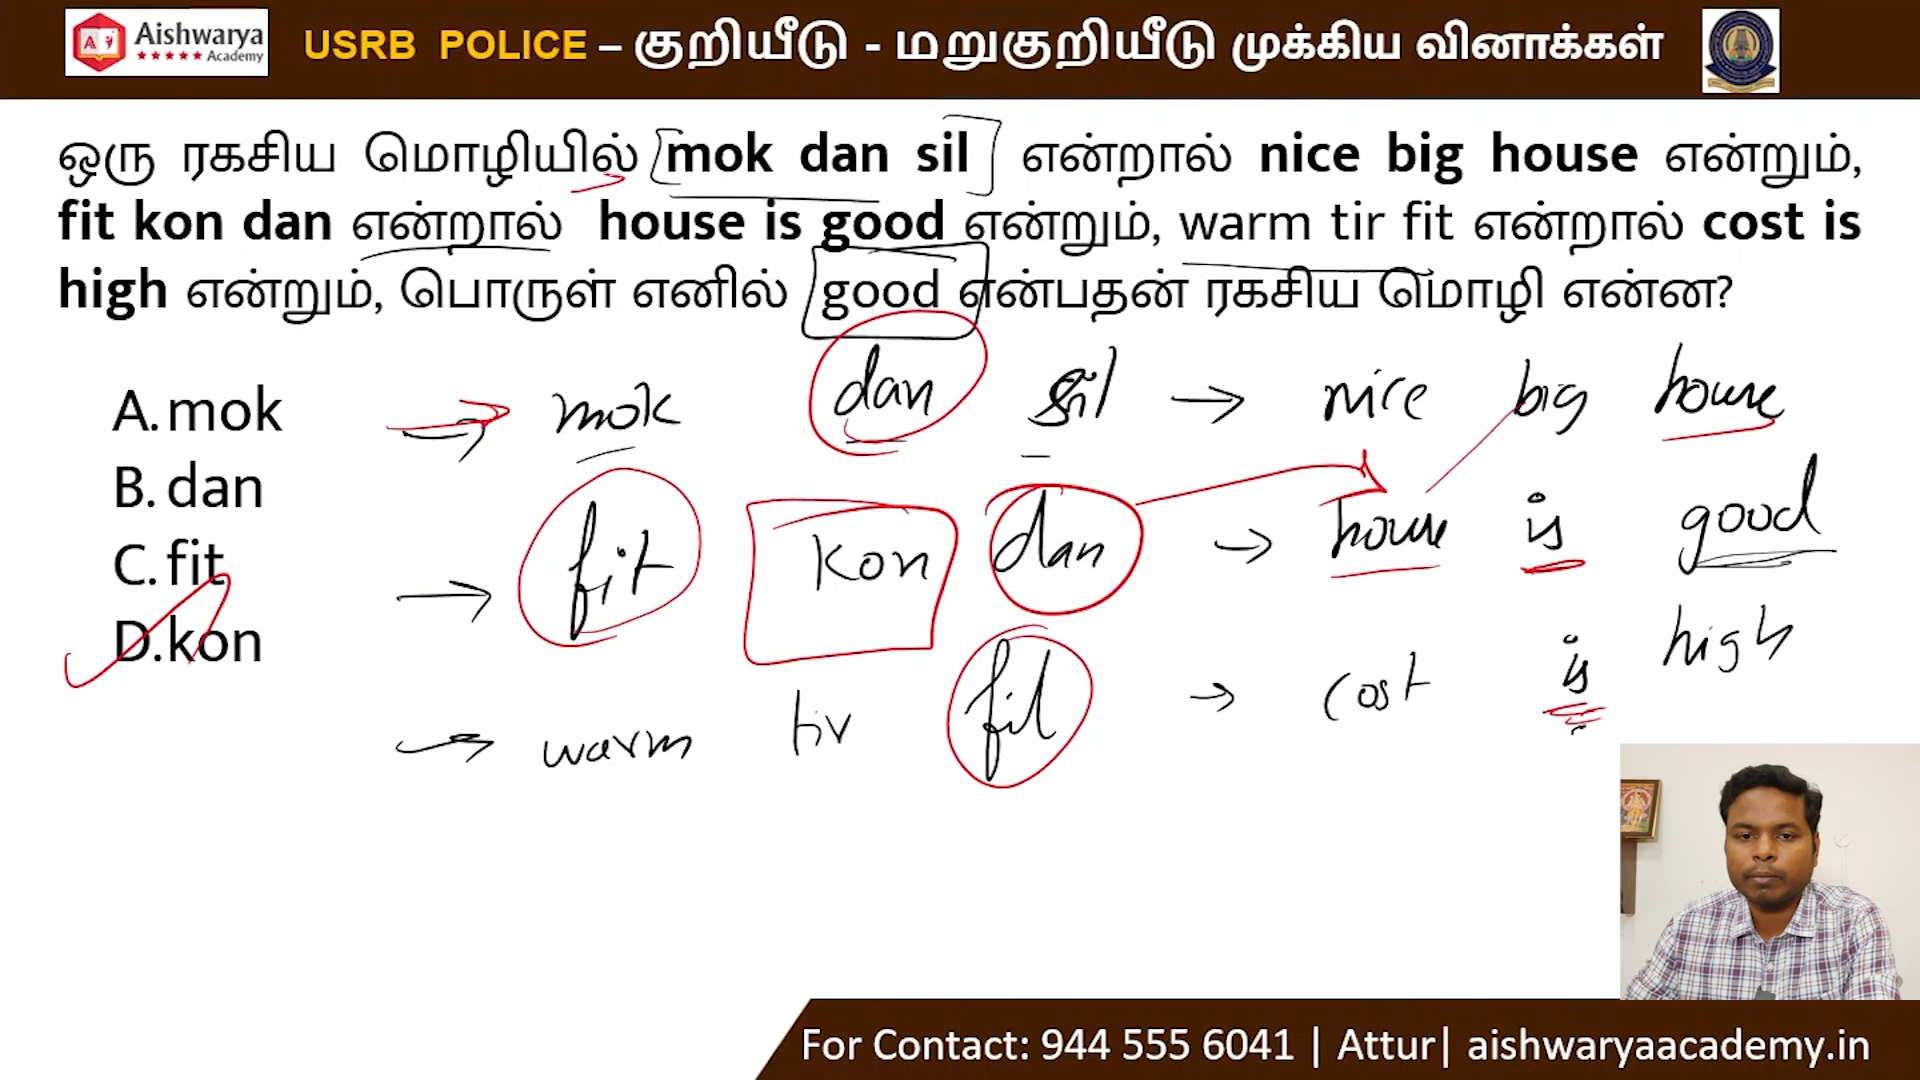 Aishwarya
Academy
USRB POLICE – குறியீடு - மறுகுறியீடு முக்கிய வினாக்கள்
ஒரு ரகசிய மொழியில் mok dan sil என்றால் nice big house என்றும்,
fit kon dan என்றால் house is good என்றும், warm tir fit என்றால் cost is
high என்றும், பொருள் எனில் good என்பதன் ரகசிய மொழி என்ன?
A. mok
B. dan
C. fit
D. kon
mok dan sil → nice big house
fit kon dan → house is good
warm tir fit → cost is high
For Contact: 944 555 6041 | Attur| aishwaryaacademy.in